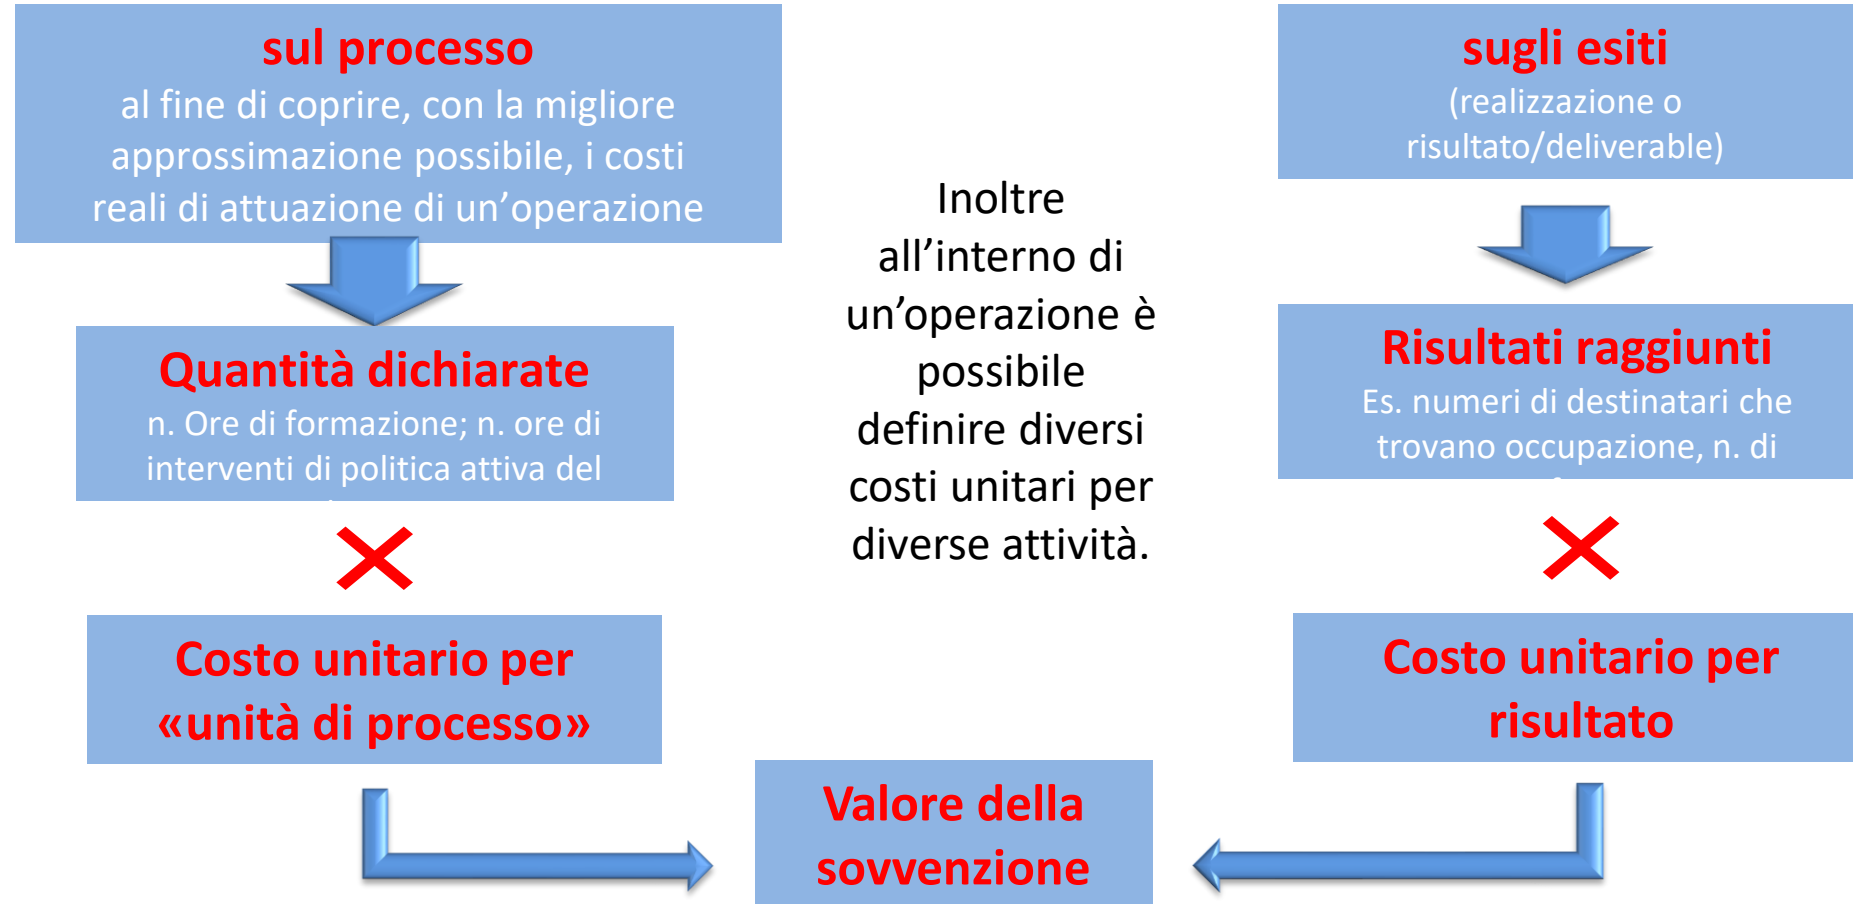 sul processo
al fine di coprire, con la migliore
approssimazione possibile, i costi
reali di attuazione di un’operazione
Quantità dichiarate
n. Ore di formazione; n. ore di
interventi di politica attiva del
Costo unitario per
«unità di processo»
Inoltre
all’interno di
un’operazione è
possibile
definire diversi
costi unitari per
diverse attività.
sugli esiti
(realizzazione o
risultato/deliverable)
Risultati raggiunti
Es. numeri di destinatari che
trovano occupazione, n. di
Costo unitario per
risultato
Valore della
sovvenzione